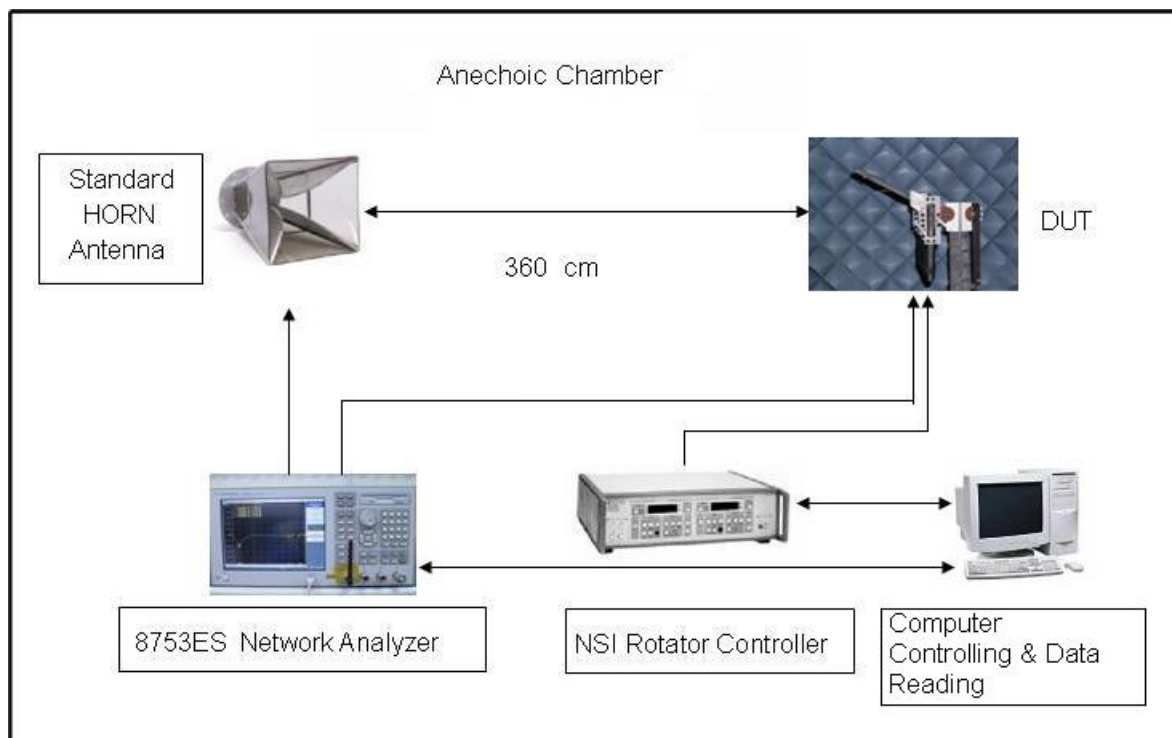 Anechoic Chamber
Standard
HORN
Antenna
360 cm
DUT
8753ES Network Analyzer
NSI Rotator Controller
Computer
Controlling & Data
Reading